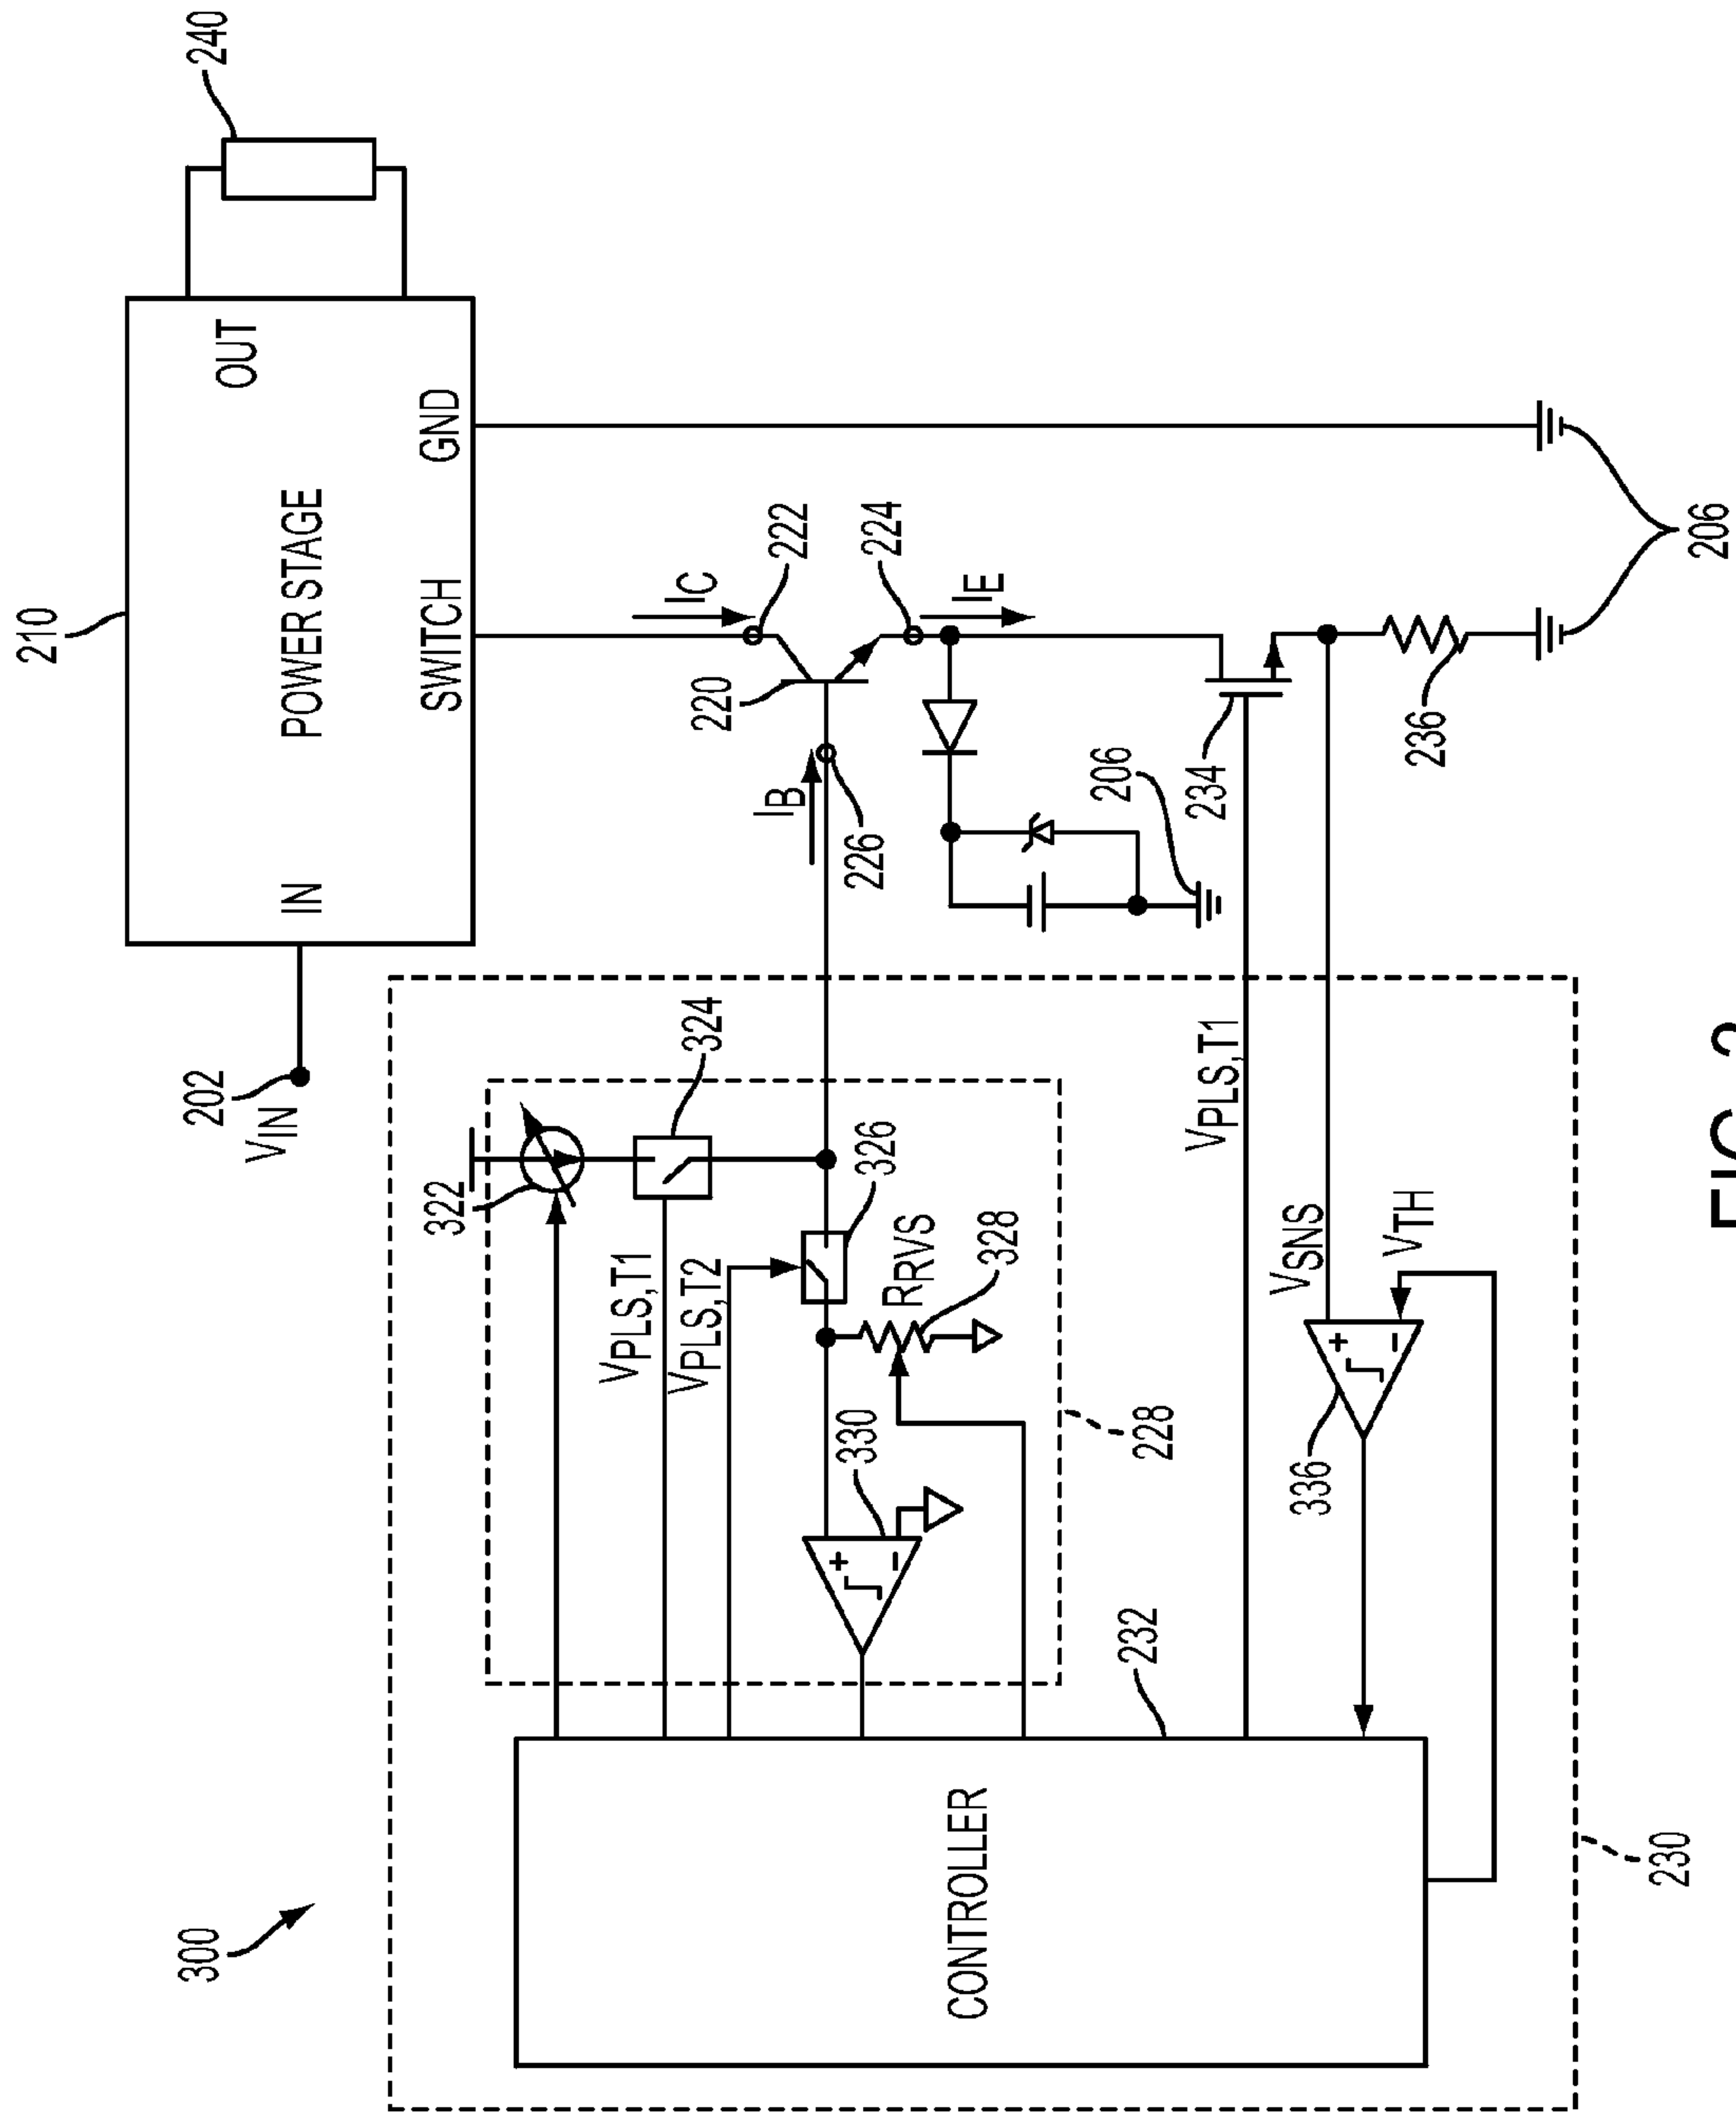 300
202
VIN
210
IN
POWER STAGE
OUT
SWITCH
GND
240
322
324
VPLS,T1
VPLS,T2
326
RRVS
328
330
228
IB
226
220
IC
222
224
IE
206
234
236
206
CONTROLLER
232
VPLS,T1
VSNS
VTH
336
230